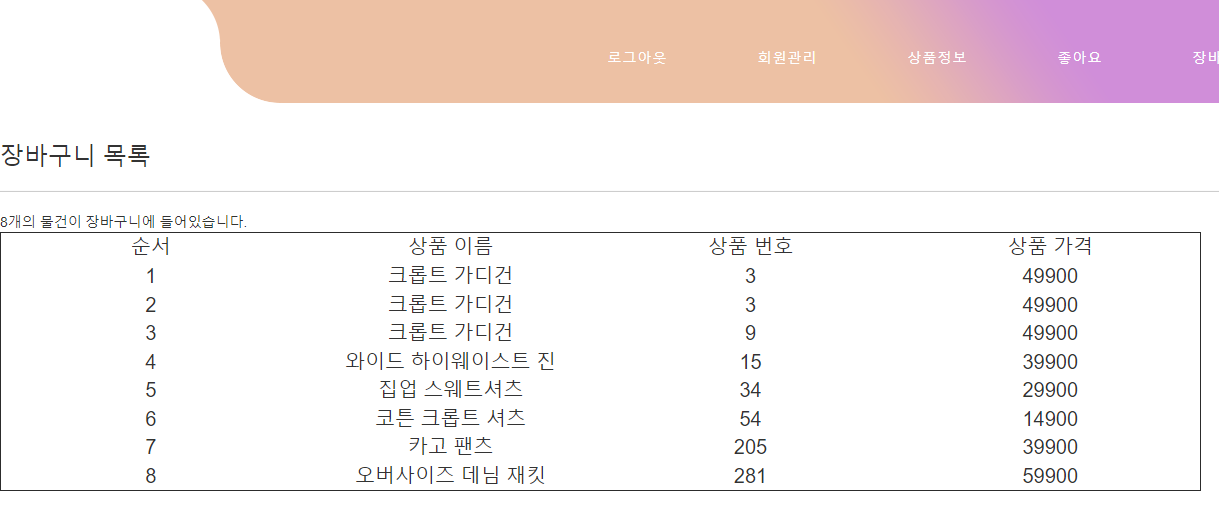 로그아웃 회원관리 상품정보 좋아요 장바
장바구니 목록
8개의 물건이 장바구니에 들어있습니다.
순서 상품 이름 상품 번호 상품 가격
1 크롭트 가디건 3 49900
2 크롭트 가디건 3 49900
3 크롭트 가디건 9 49900
4 와이드 하이웨이스트 진 15 39900
5 집업 스웨트셔츠 34 29900
6 코튼 크롭트 셔츠 54 14900
7 카고 팬츠 205 39900
8 오버사이즈 데님 재킷 281 59900